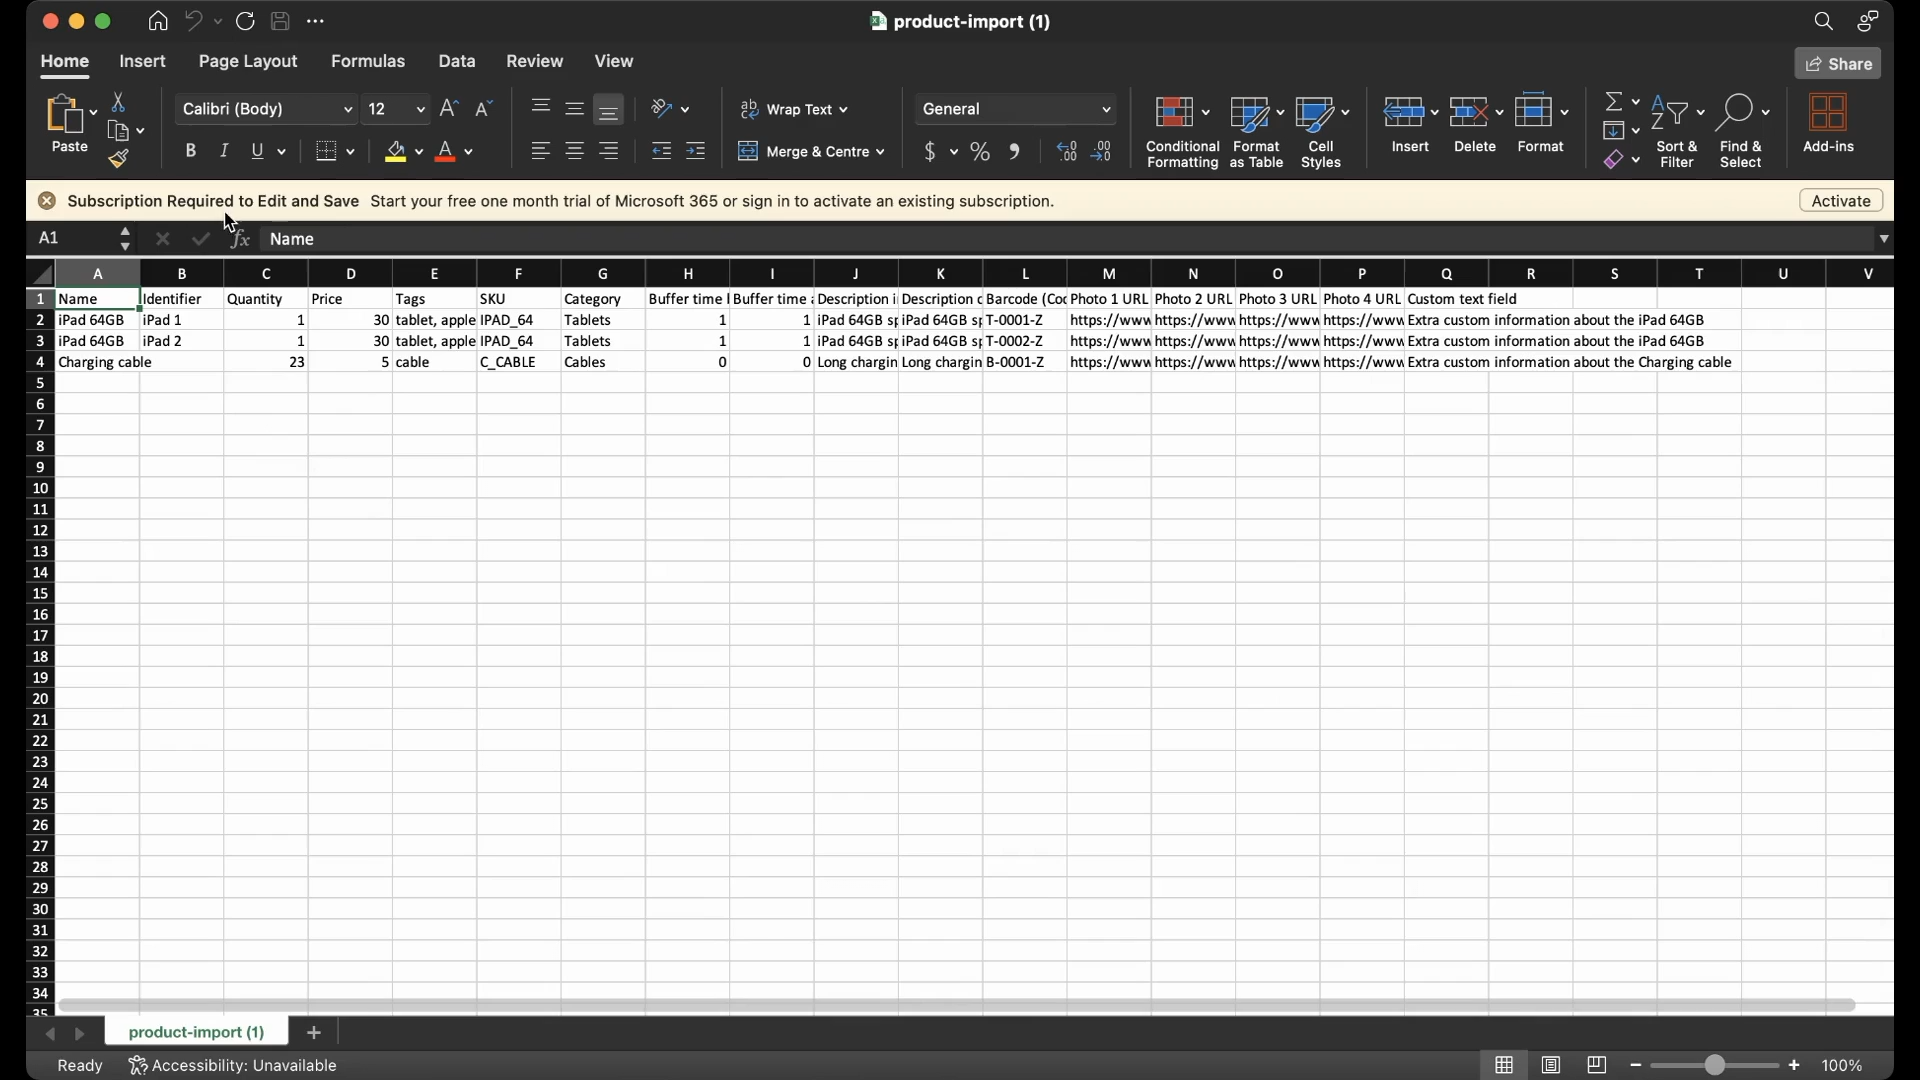 product-import (1)
Home Insert Page Layout Formulas Data Review View Share
Paste
Calibri (Body) 12
B I U
Wrap Text
Merge & Centre
General
$ %
Conditional Formatting
Format as Table
Cell Styles
Insert
Delete
Format
Sort & Filter
Find & Select
Add-ins
Subscription Required to Edit and Save Start your free one month trial of Microsoft 365 or sign in to activate an existing subscription. Activate
A1 fx Name
A B C D E F G H I J K L M N O P Q R S T U V
1 Name Identifier Quantity Price Tags SKU Category Buffer time Buffer time Description Description Barcode Photo 1 URL Photo 2 URL Photo 3 URL Photo 4 URL Custom text field
2 iPad 64GB iPad 1 1 30 tablet, apple IPAD_64 Tablets 1 1 iPad 64GB sp iPad 64GB sp T-0001-Z https://www https://www https://www https://www Extra custom information about the iPad 64GB
3 iPad 64GB iPad 2 1 30 tablet, apple IPAD_64 Tablets 1 1 iPad 64GB sp iPad 64GB sp T-0002-Z https://www https://www https://www https://www Extra custom information about the iPad 64GB
4 Charging cable 23 5 cable C_CABLE Cables 0 0 Long chargin Long chargin B-0001-Z https://www https://www https://www https://www Extra custom information about the Charging cable
5
6
7
8
9
10
11
12
13
14
15
16
17
18
19
20
21
22
23
24
25
26
27
28
29
30
31
32
33
34
35
product-import (1)
Ready Accessibility: Unavailable 100%